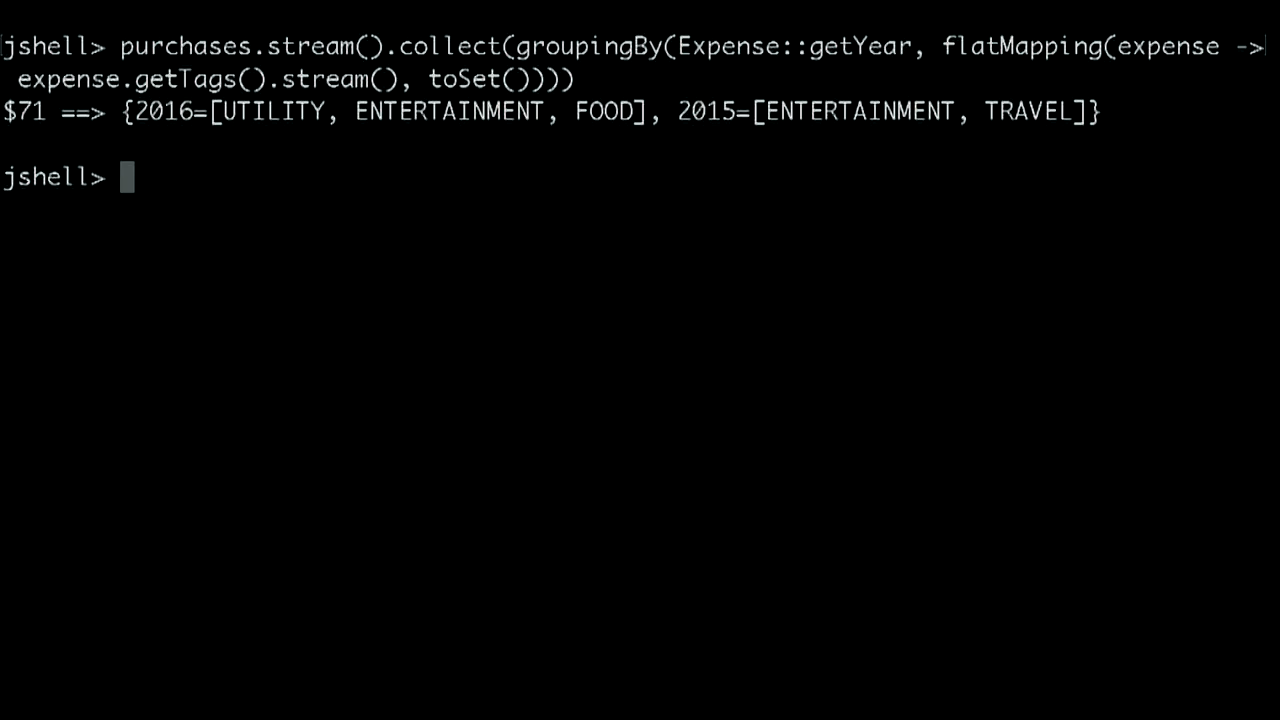 jshell> purchases.stream().collect(groupingBy(Expense::getYear, flatMapping(expense ->
expense.getTags().stream(), toSet())))
$71 ==> {2016=[UTILITY, ENTERTAINMENT, FOOD], 2015=[ENTERTAINMENT, TRAVEL]}
jshell>